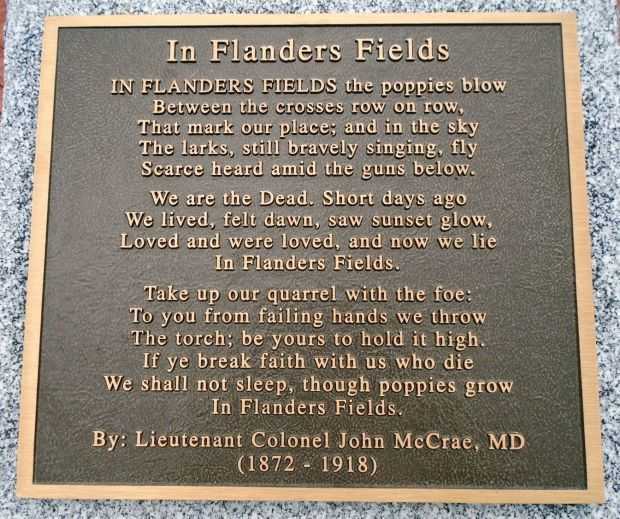 In Flanders Fields
IN FLANDERS FIELDS the poppies blow
Between the crosses row on row,
That mark our place; and in the sky
The larks, still bravely singing, fly
Scarce heard amid the guns below.
We are the Dead. Short days ago
We lived, felt dawn, saw sunset glow,
Loved and were loved, and now we lie
In Flanders Fields.
Take up our quarrel with the foe:
To you from failing hands we throw
The torch; be yours to hold it high.
If ye break faith with us who die
We shall not sleep, though poppies grow
In Flanders Fields.
By: Lieutenant Colonel John McCrae, MD
(1872 - 1918)